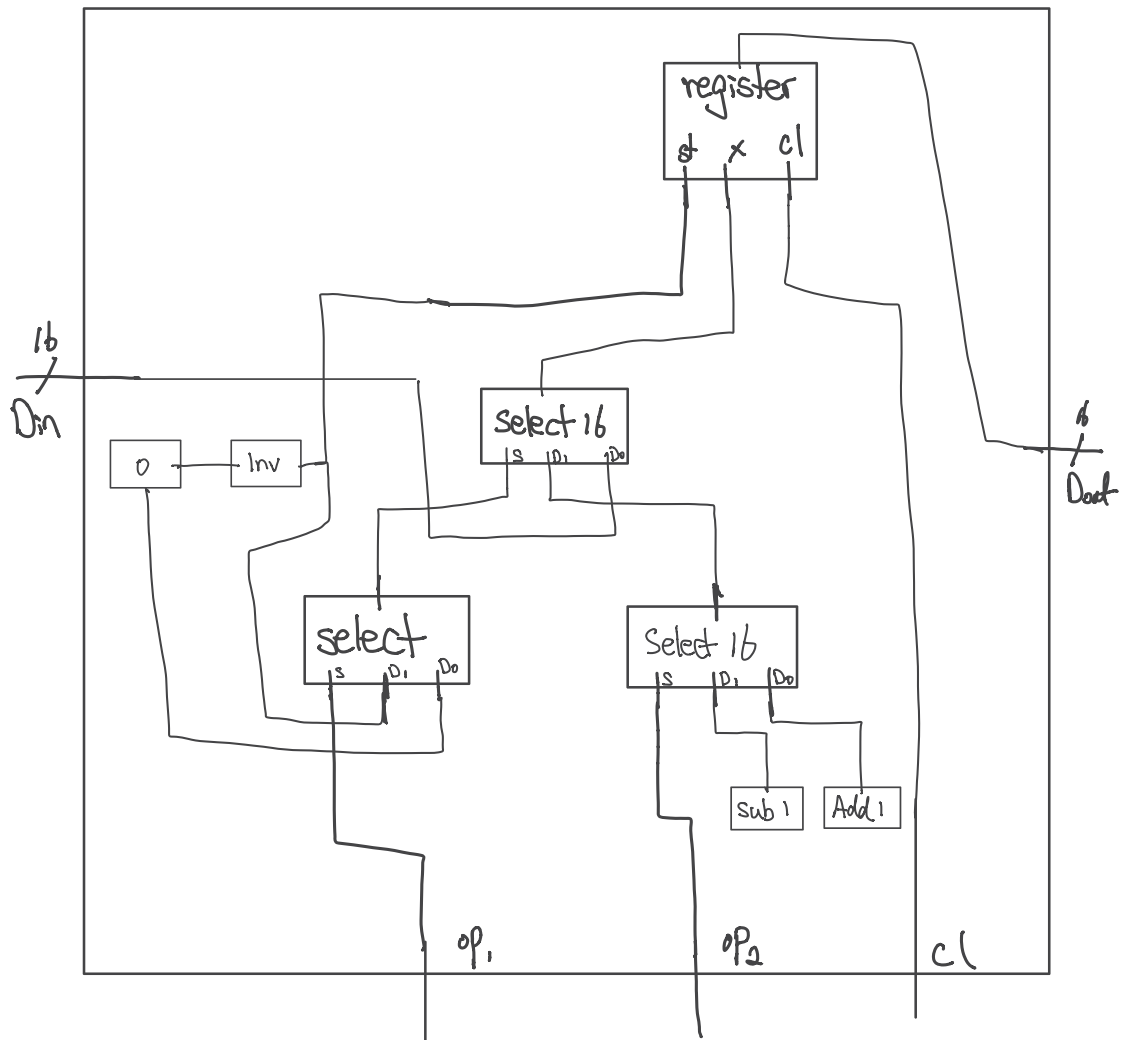 register
st x cl
16
Din
select 16
S D1 D0
0
Inv
16
Dout
select
S D1 D0
Select 16
S D1 D0
Sub 1
Add 1
OP1
OP2
cl